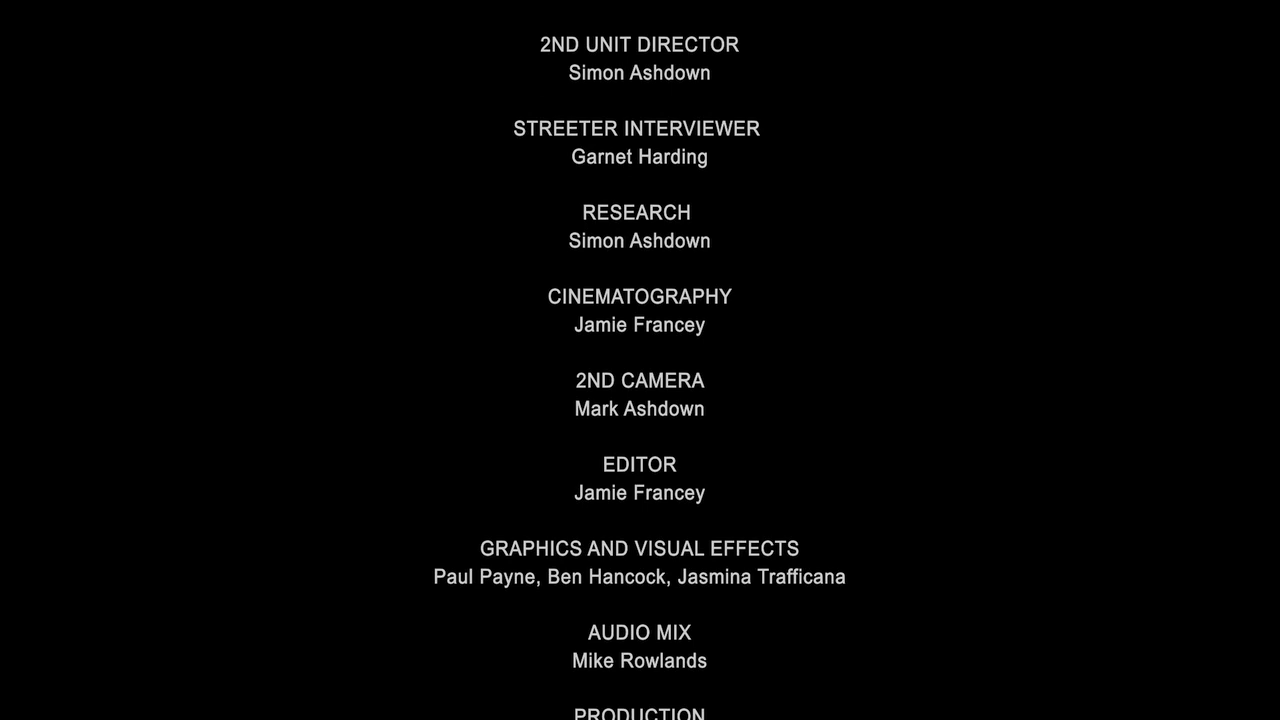 2ND UNIT DIRECTOR
Simon Ashdown
STREETER INTERVIEWER
Garnet Harding
RESEARCH
Simon Ashdown
CINEMATOGRAPHY
Jamie Francey
2ND CAMERA
Mark Ashdown
EDITOR
Jamie Francey
GRAPHICS AND VISUAL EFFECTS
Paul Payne, Ben Hancock, Jasmina Trafficana
AUDIO MIX
Mike Rowlands
PRODUCTION